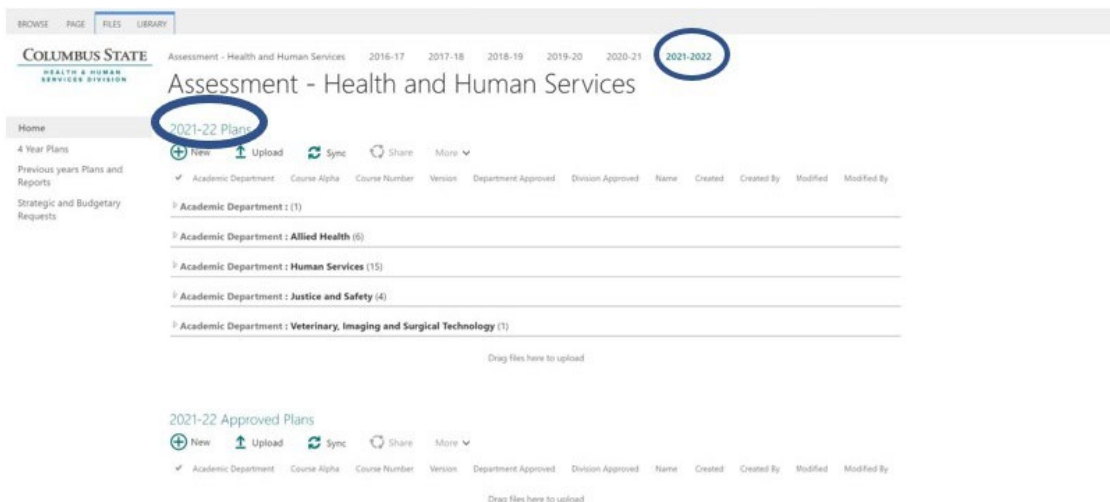 BROWSE PAGE FILES LIBRARY
COLUMBUS STATE
HEALTH & HUMAN
SERVICES DIVISION
Assessment - Health and Human Services 2016-17 2017-18 2018-19 2019-20 2020-21 2021-2022
Assessment - Health and Human Services
Home
4 Year Plans
Previous years Plans and
Reports
Strategic and Budgetary
Requests
2021-22 Plans
New Upload Sync Share More
Academic Department Course Alpha Course Number Version Department Approved Division Approved Name Created Created By Modified Modified By
Academic Department : (1)
Academic Department : Allied Health (6)
Academic Department : Human Services (15)
Academic Department : Justice and Safety (4)
Academic Department : Veterinary, Imaging and Surgical Technology (1)
Drag files here to upload
2021-22 Approved Plans
New Upload Sync Share More
Academic Department Course Alpha Course Number Version Department Approved Division Approved Name Created Created By Modified Modified By
Drag files here to upload